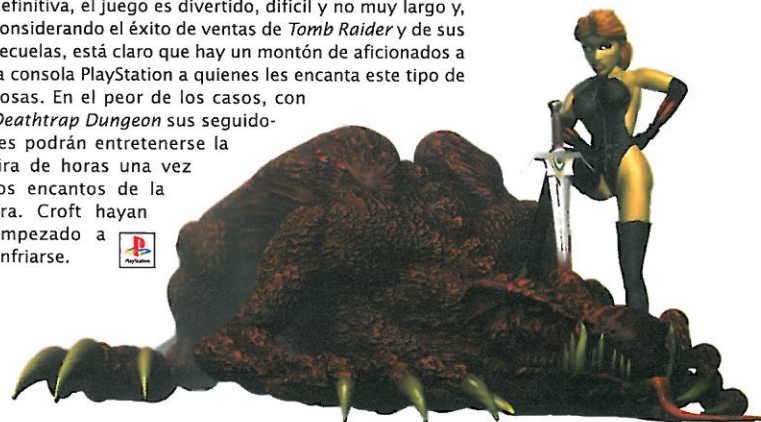 definitiva, el juego es divertido, difícil y no muy largo y,
onsiderando el éxito de ventas de Tomb Raider y de sus
ecuelas, está claro que hay un montón de aficionados a
a consola PlayStation a quienes les encanta este tipo de
osas. En el peor de los casos, con
Deathtrap Dungeon sus seguido-
es podrán entretenerse la
ira de horas una vez
os encantos de la
ra. Croft hayan
mpezado a
nfriarse.
PlayStation